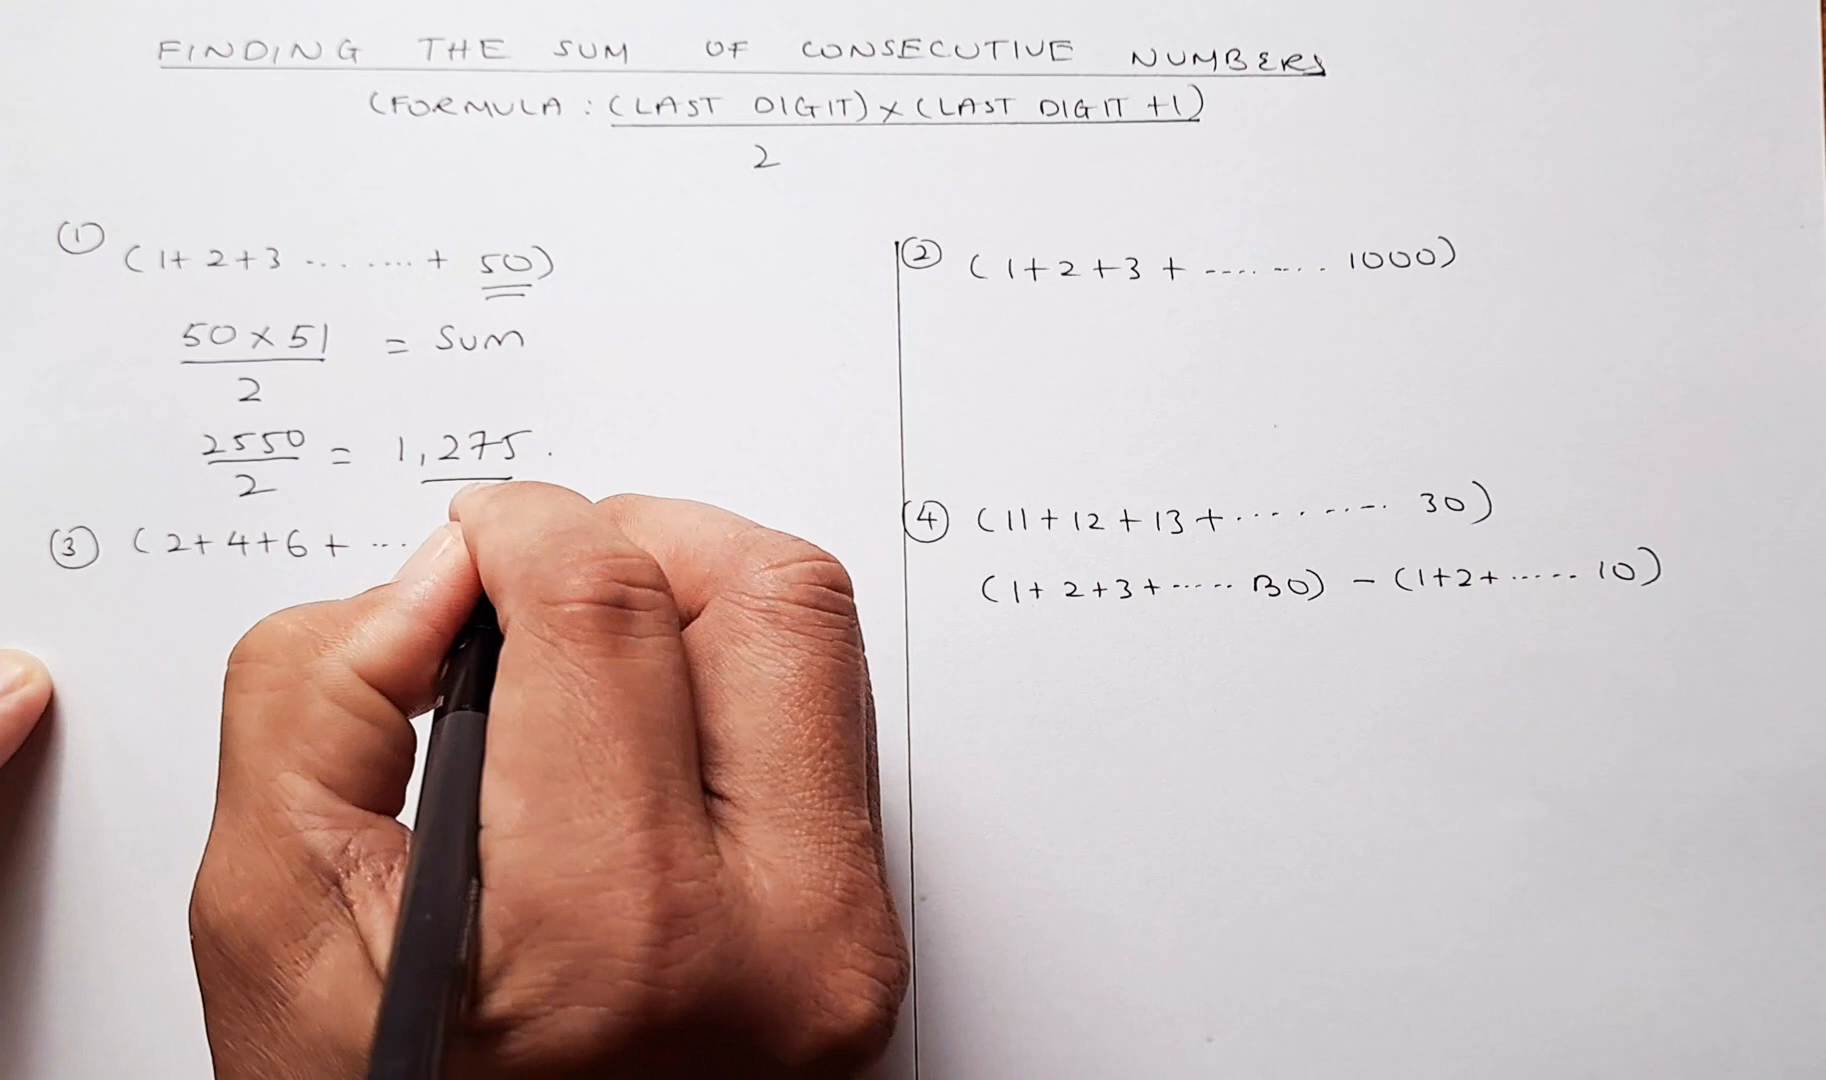 FINDING THE SUM OF CONSECUTIVE NUMBERS
(FORMULA : (LAST DIGIT) × (LAST DIGIT +1)
2
① (1+ 2+3 ........ + 50)
50 × 51 = Sum
2
2550 = 1,275.
2
③ (2+4+6+ ...
② (1+2+3+ ........ 1000)
④ (11+12+13+ ........ 30)
(1+ 2+3+...... 30) – (1+2+...... 10)